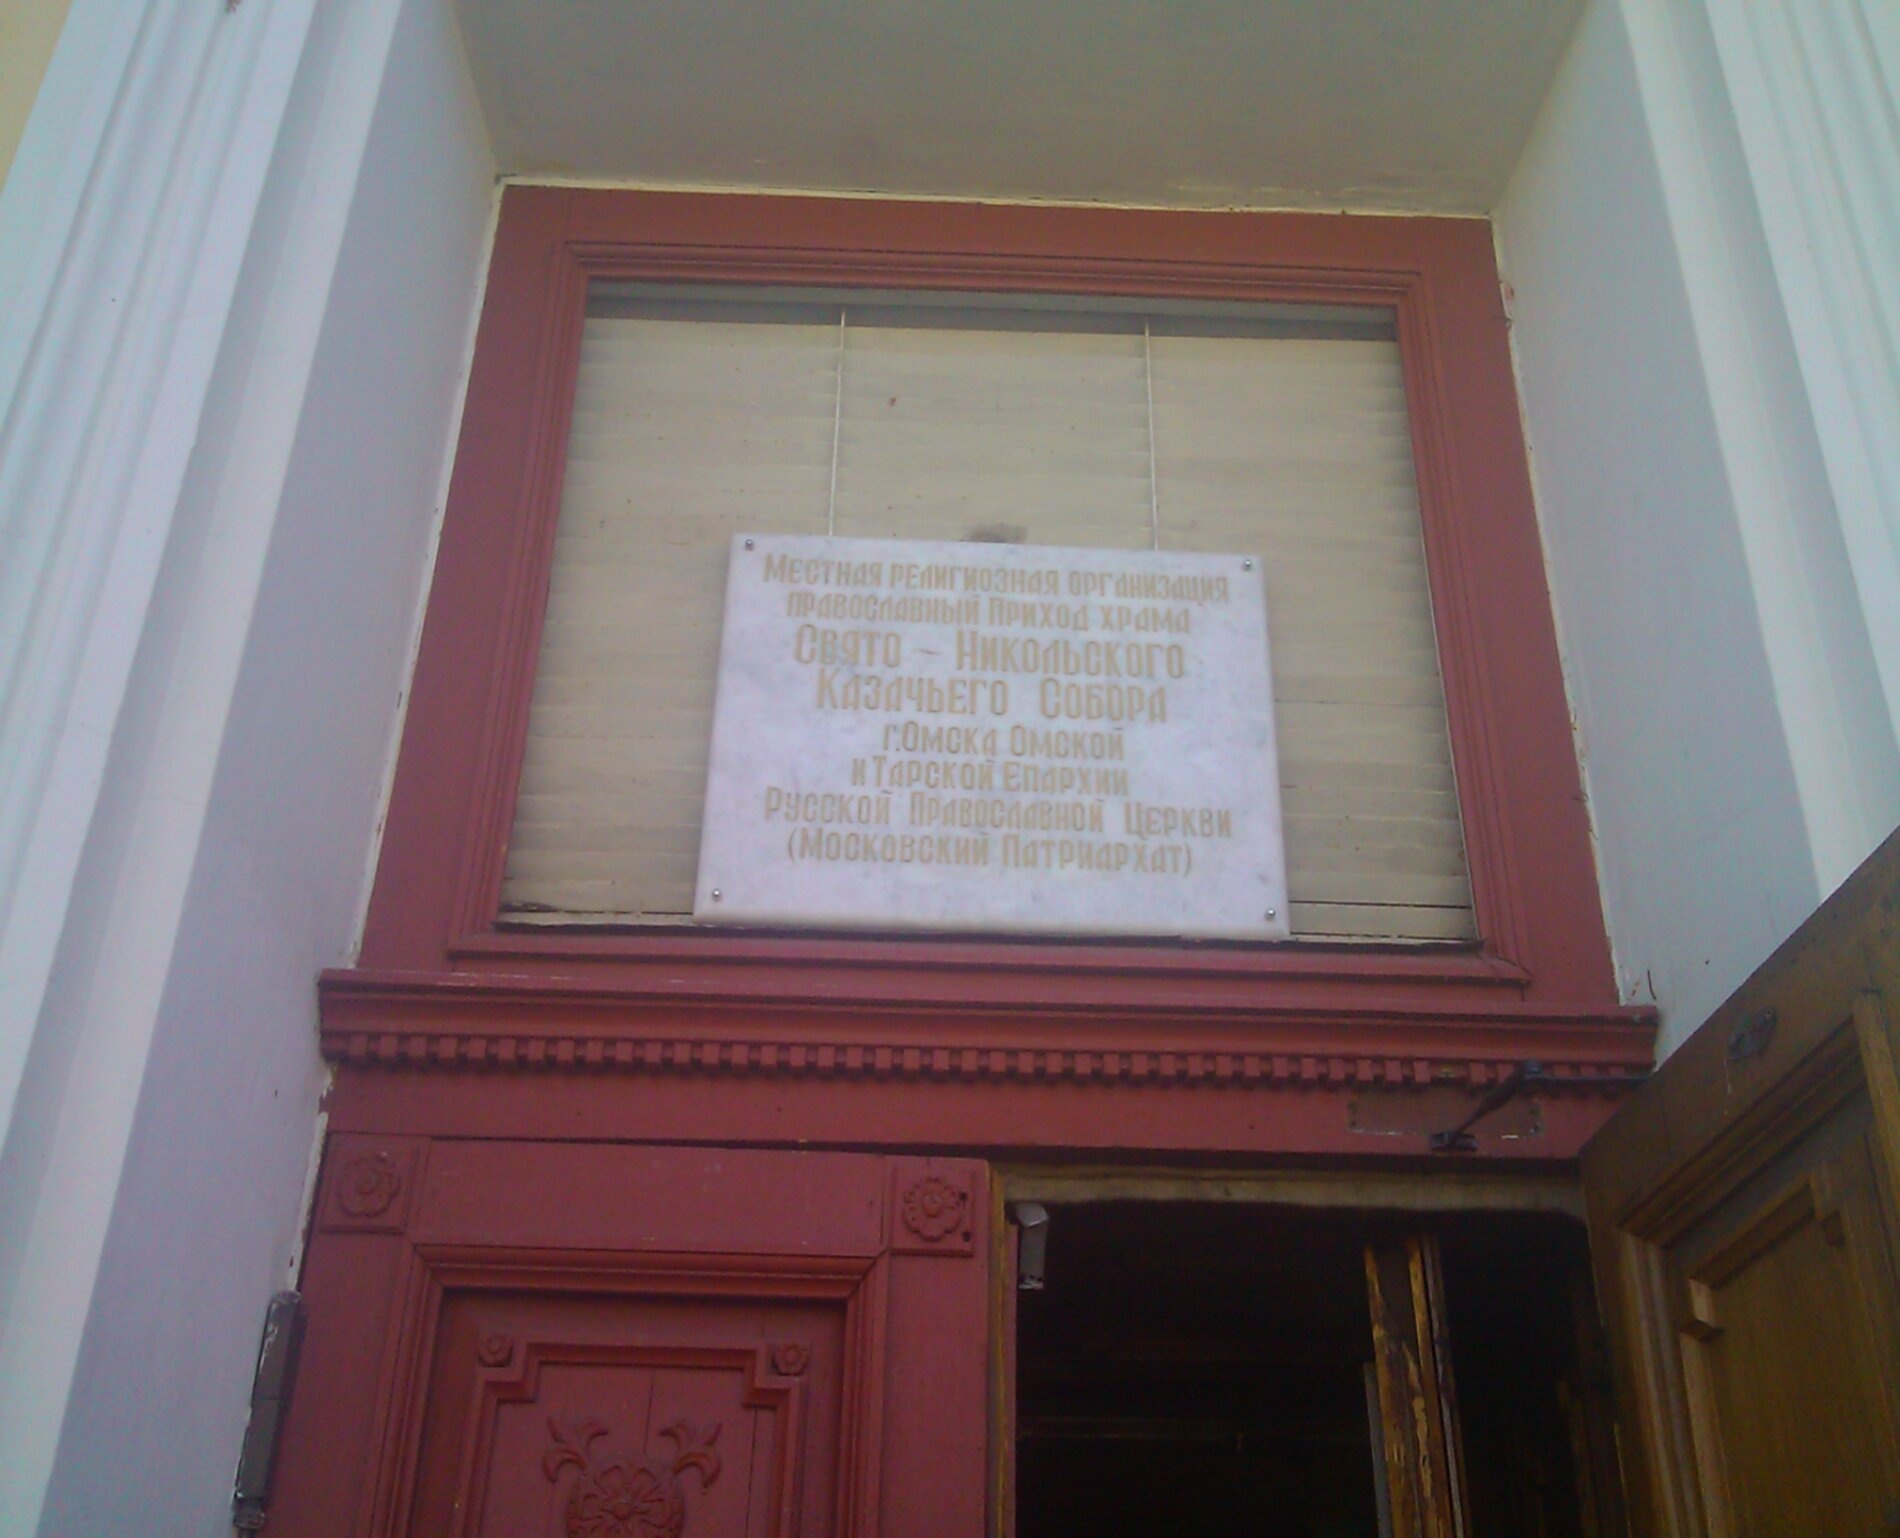 Местная религиозная организация
православный приход храма
Свято – Никольского
Казачьего Собора
г.Омска Омской
и Тарской Епархии
Русской Православной Церкви
(Московский Патриархат)